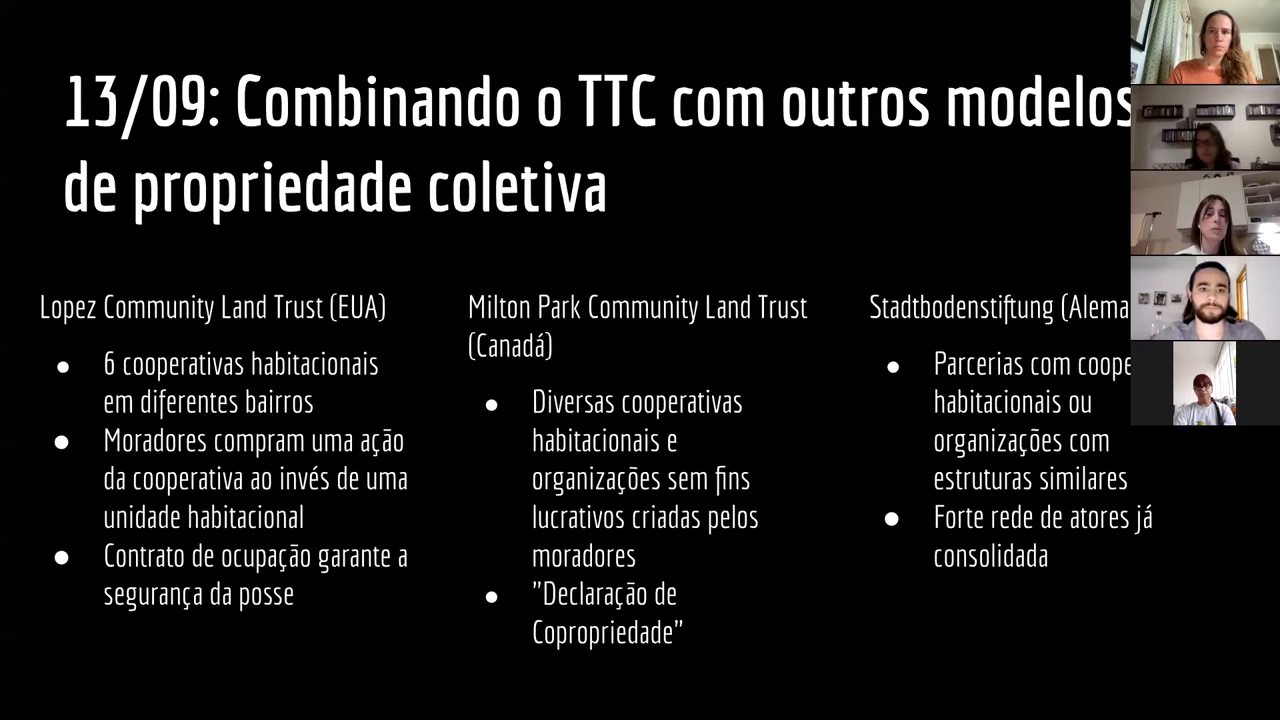 13/09: Combinando o TTC com outros modelos
de propriedade coletiva
Lopez Community Land Trust (EUA)
● 6 cooperativas habitacionais
em diferentes bairros
● Moradores compram uma ação
da cooperativa ao invés de uma
unidade habitacional
● Contrato de ocupação garante a
segurança da posse
Milton Park Community Land Trust
(Canadá)
● Diversas cooperativas
habitacionais e
organizações sem fins
lucrativos criadas pelos
moradores
● "Declaração de
Copropriedade"
Stadtbodenstiftung (Alema
● Parcerias com coope
habitacionais ou
organizações com
estruturas similares
● Forte rede de atores já
consolidada